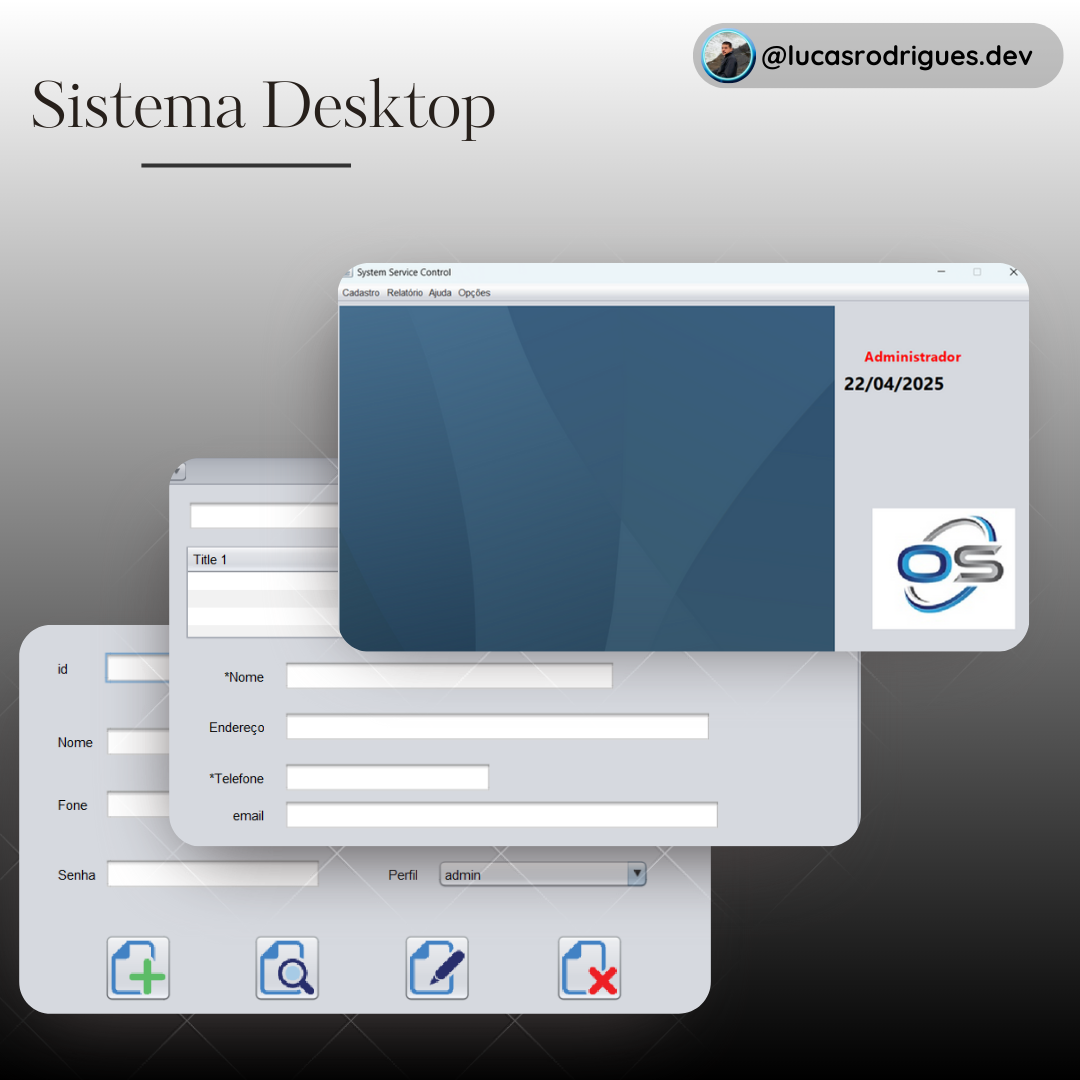 @lucasrodrigues.dev
Sistema Desktop
System Service Control
Cadastro Relatório Ajuda Opções
Administrador
22/04/2025
OS
Title 1
*Nome
Endereço
*Telefone
email
id
Nome
Fone
Senha
Perfil admin